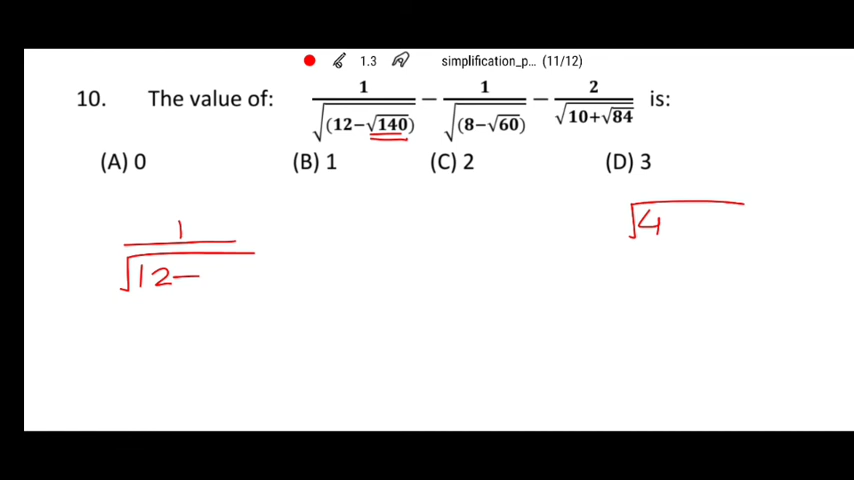 1.3 simplification_p... (11/12)
10. The value of: 1/√(12−√140) − 1/√(8−√60) − 2/√10+√84 is:
(A) 0 (B) 1 (C) 2 (D) 3
1/√12− √4